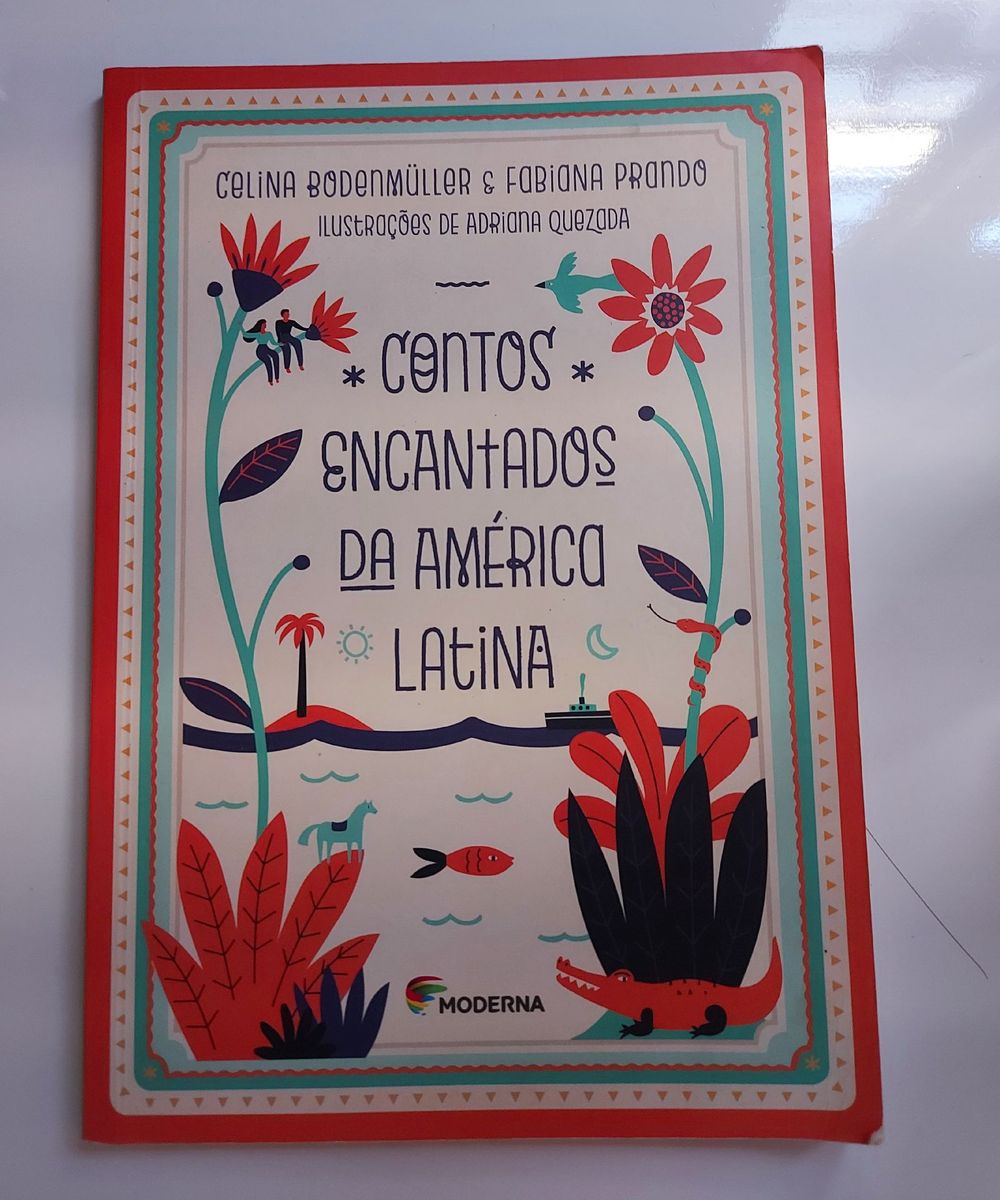 Celina Bodenmüller & Fabiana Prando
Ilustrações de Adriana Quezada
* Contos *
Encantados
da América
Latina
MODERNA